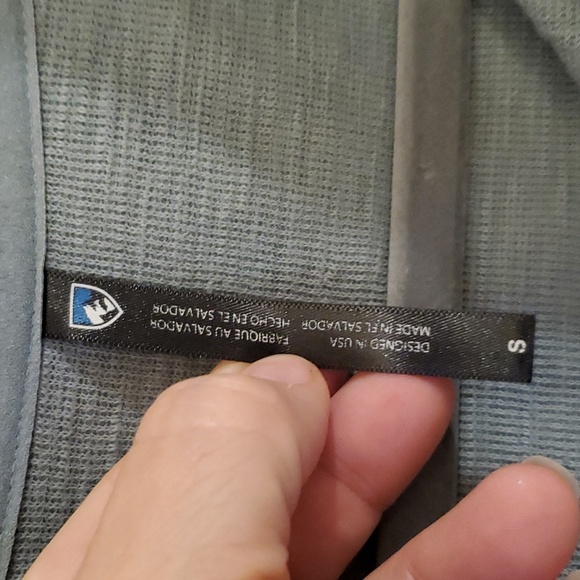 S
DESIGNED IN USA
MADE IN EL SALVADOR
FABRIQUE AU SALVADOR
HECHO EN EL SALVADOR